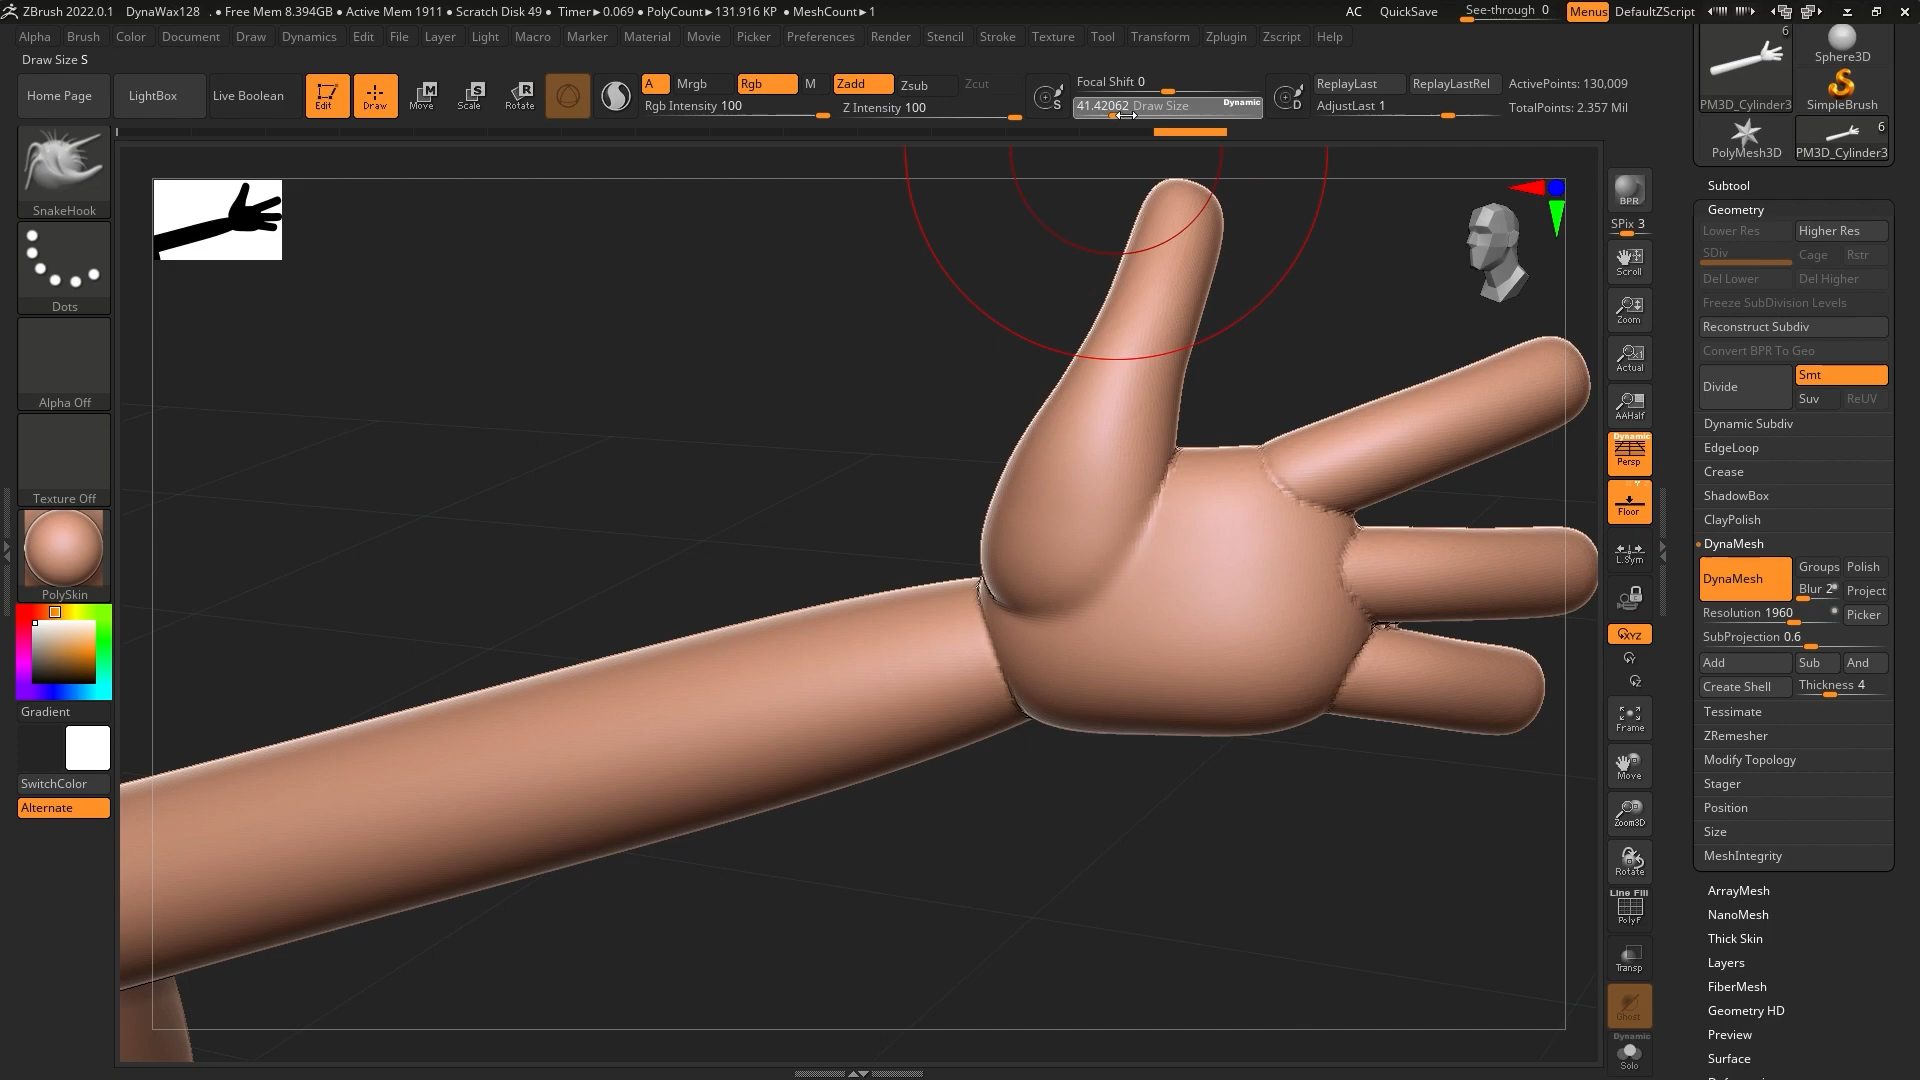 ZBrush 2022.0.1 DynaWax128 . • Free Mem 8.394GB • Active Mem 1911 • Scratch Disk 49 • Timer►0.069 • PolyCount►131.916 KP • MeshCount►1 AC QuickSave See-through 0 Menus DefaultZScript
Alpha Brush Color Document Draw Dynamics Edit File Layer Light Macro Marker Material Movie Picker Preferences Render Stencil Stroke Texture Tool Transform Zplugin Zscript Help
Draw Size S
Home Page LightBox Live Boolean Edit Draw Move Scale Rotate
A Mrgb Rgb M Zadd Zsub Zcut
Rgb Intensity 100 Z Intensity 100
Focal Shift 0
41.42062 Draw Size Dynamic
ReplayLast ReplayLastRel ActivePoints: 130,009
AdjustLast 1 TotalPoints: 2.357 Mil
SnakeHook
Dots
Alpha Off
Texture Off
PolySkin
Gradient
SwitchColor
Alternate
BPR
SPix 3
Scroll
Zoom
Actual
AAHalf
Dynamic
Persp
Floor
L.Sym
XYZ
Y
Z
Frame
Move
Zoom3D
Rotate
Line Fill
PolyF
Transp
Ghost
Dynamic
Solo
6
Sphere3D
PM3D_Cylinder3 SimpleBrush
6
PolyMesh3D PM3D_Cylinder3
Subtool
Geometry
Lower Res Higher Res
SDiv Cage Rstr
Del Lower Del Higher
Freeze SubDivision Levels
Reconstruct Subdiv
Convert BPR To Geo
Divide Smt
Suv ReUV
Dynamic Subdiv
EdgeLoop
Crease
ShadowBox
ClayPolish
DynaMesh
DynaMesh Groups Polish
Blur 2 Project
Resolution 1960 Picker
SubProjection 0.6
Add Sub And
Create Shell Thickness 4
Tessimate
ZRemesher
Modify Topology
Stager
Position
Size
MeshIntegrity
ArrayMesh
NanoMesh
Thick Skin
Layers
FiberMesh
Geometry HD
Preview
Surface